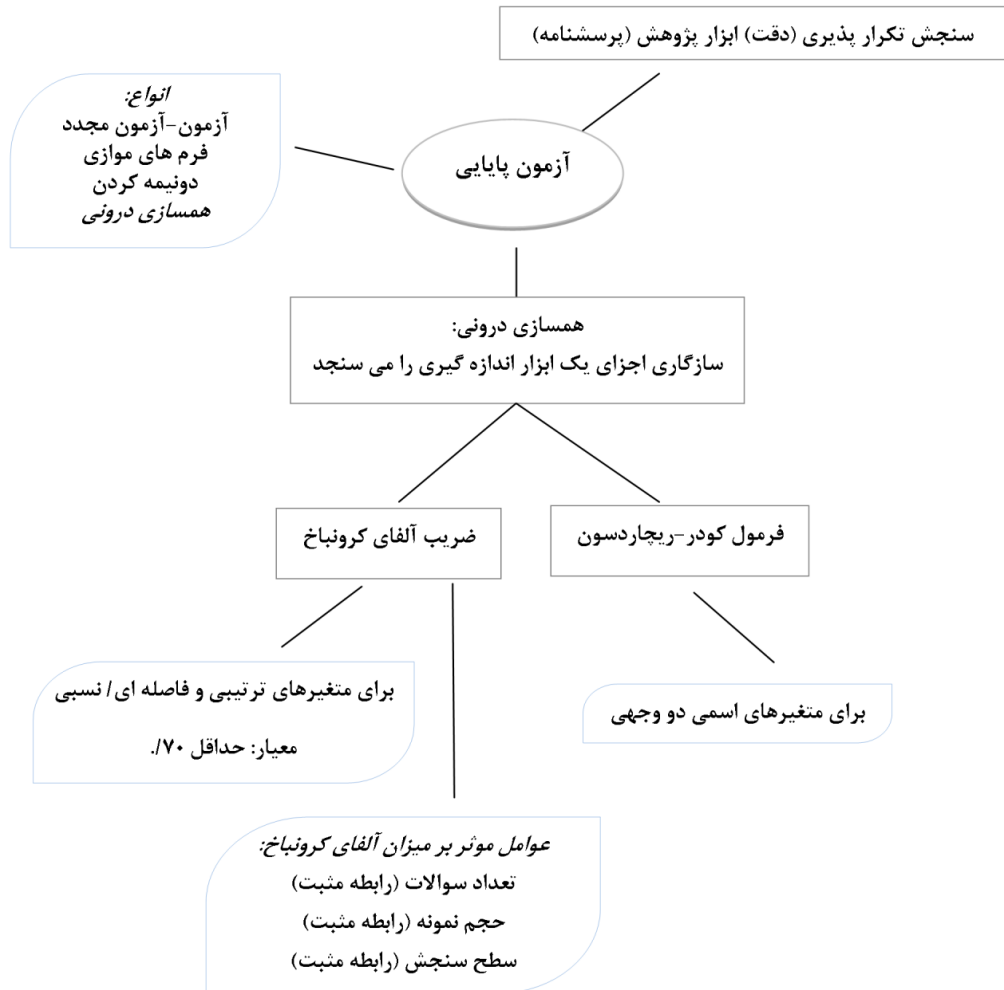 سنجش تکرار پذیری (دقت) ابزار پژوهش (پرسشنامه)
انواع:
آزمون-آزمون مجدد
فرم های موازی
دونیمه کردن
همسازی درونی
آزمون پایایی
همسازی درونی:
سازگاری اجزای یک ابزار اندازه گیری را می سنجد
فرمول کودر-ریچاردسون
ضریب آلفای کرونباخ
برای متغیرهای اسمی دو وجهی
برای متغیرهای ترتیبی و فاصله ای/ نسبی
معیار: حداقل ۷۰/.
عوامل موثر بر میزان آلفای کرونباخ:
تعداد سوالات (رابطه مثبت)
حجم نمونه (رابطه مثبت)
سطح سنجش (رابطه مثبت)